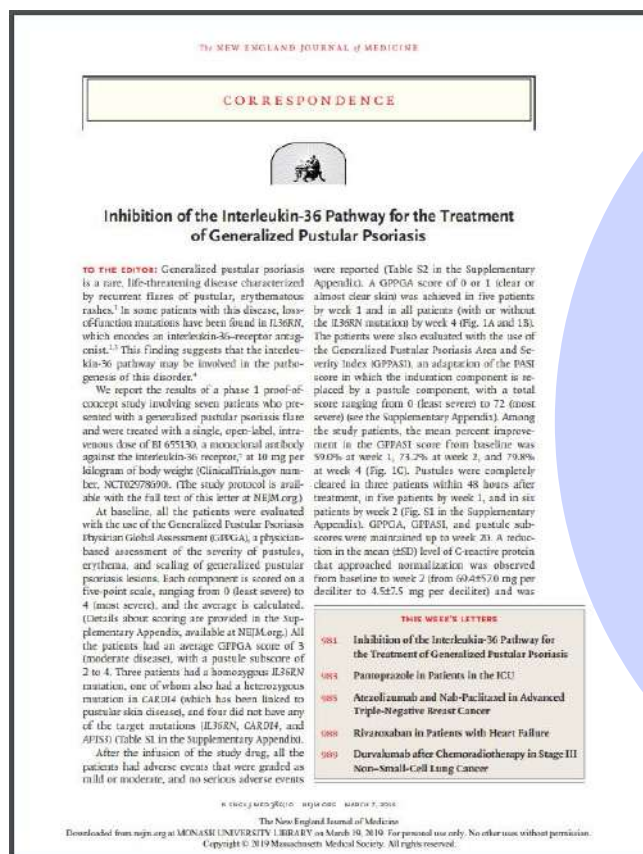 The NEW ENGLAND JOURNAL of MEDICINE
CORRESPONDENCE
Inhibition of the Interleukin-36 Pathway for the Treatment
of Generalized Pustular Psoriasis
TO THE EDITOR: Generalized pustular psoriasis
is a rare, life-threatening disease characterized
by recurrent flares of pustular, erythematous
rashes.1 In some patients with this disease, loss-
of-function mutations have been found in IL36RN,
which encodes an interleukin-36–receptor antag-
onist.2,3 This finding suggests that the interleu-
kin-36 pathway may be involved in the patho-
genesis of this disorder.4
We report the results of a phase 1 proof-of-
concept study involving seven patients who pre-
sented with a generalized pustular psoriasis flare
and were treated with a single, open-label, intra-
venous dose of BI 655130, a monoclonal antibody
against the interleukin-36 receptor,5 at 10 mg per
kilogram of body weight (ClinicalTrials.gov num-
ber, NCT02978690). (The study protocol is avail-
able with the full text of this letter at NEJM.org.)
At baseline, all the patients were evaluated
with the use of the Generalized Pustular Psoriasis
Physician Global Assessment (GPPGA), a physician-
based assessment of the severity of pustules,
erythema, and scaling of generalized pustular
psoriasis lesions. Each component is scored on a
five-point scale, ranging from 0 (least severe) to
4 (most severe), and the average is calculated.
(Details about scoring are provided in the Sup-
plementary Appendix, available at NEJM.org.) All
the patients had an average GPPGA score of 3
(moderate disease), with a pustule subscore of
2 to 4. Three patients had a homozygous IL36RN
mutation, one of whom also had a heterozygous
mutation in CARD14 (which has been linked to
pustular skin disease), and four did not have any
of the target mutations (IL36RN, CARD14, and
AP1S3) (Table S1 in the Supplementary Appendix).
After the infusion of the study drug, all the
patients had adverse events that were graded as
mild or moderate, and no serious adverse events
were reported (Table S2 in the Supplementary
Appendix). A GPPGA score of 0 or 1 (clear or
almost clear skin) was achieved in five patients
by week 1 and in all patients (with or without
the IL36RN mutation) by week 4 (Fig. 1A and 1B).
The patients were also evaluated with the use of
the Generalized Pustular Psoriasis Area and Se-
verity Index (GPPASI), an adaptation of the PASI
score in which the induration component is re-
placed by a pustule component, with a total
score ranging from 0 (least severe) to 72 (most
severe) (see the Supplementary Appendix). Among
the study patients, the mean percent improve-
ment in the GPPASI score from baseline was
59.0% at week 1, 73.2% at week 2, and 79.8%
at week 4 (Fig. 1C). Pustules were completely
cleared in three patients within 48 hours after
treatment, in five patients by week 1, and in six
patients by week 2 (Fig. S1 in the Supplementary
Appendix). GPPGA, GPPASI, and pustule sub-
scores were maintained up to week 20. A reduc-
tion in the mean (±SD) level of C-reactive protein
that approached normalization was observed
from baseline to week 2 (from 69.4±57.0 mg per
deciliter to 4.5±7.5 mg per deciliter) and was
THIS WEEK'S LETTERS
981 Inhibition of the Interleukin-36 Pathway for
the Treatment of Generalized Pustular Psoriasis
983 Pantoprazole in Patients in the ICU
985 Atezolizumab and Nab-Paclitaxel in Advanced
Triple-Negative Breast Cancer
988 Rivaroxaban in Patients with Heart Failure
989 Durvalumab after Chemoradiotherapy in Stage III
Non–Small-Cell Lung Cancer
N ENGL J MED 380;10 NEJM.ORG MARCH 7, 2019
The New England Journal of Medicine
Downloaded from nejm.org at MONASH UNIVERSITY LIBRARY on March 19, 2019. For personal use only. No other uses without permission.
Copyright © 2019 Massachusetts Medical Society. All rights reserved.